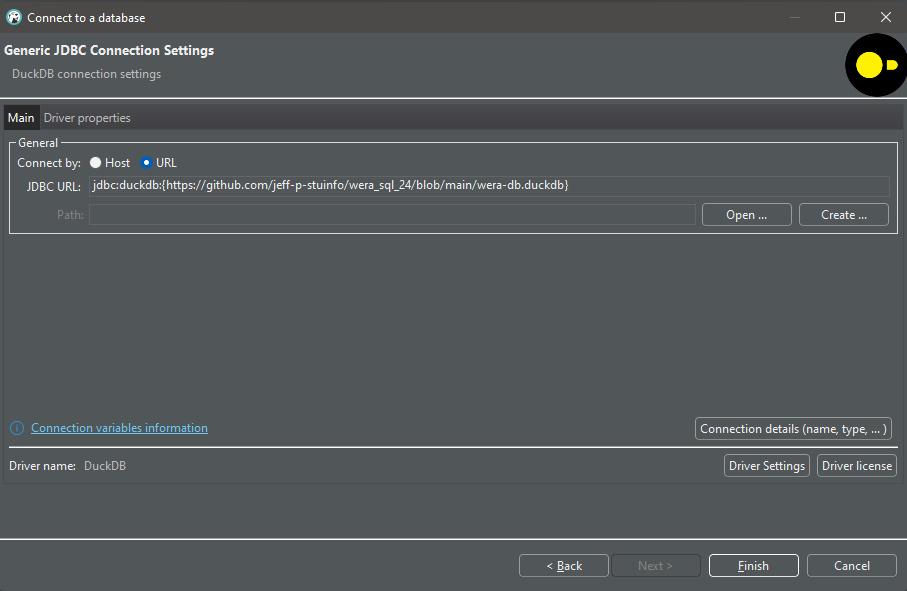 Connect to a database
Generic JDBC Connection Settings
DuckDB connection settings
Main Driver properties
General
Connect by: Host URL
JDBC URL: jdbc:duckdb:{https://github.com/jeff-p-stuinfo/wera_sql_24/blob/main/wera-db.duckdb}
Path: Open ... Create ...
Connection variables information Connection details (name, type, ... )
Driver name: DuckDB Driver Settings Driver license
< Back Next > Finish Cancel